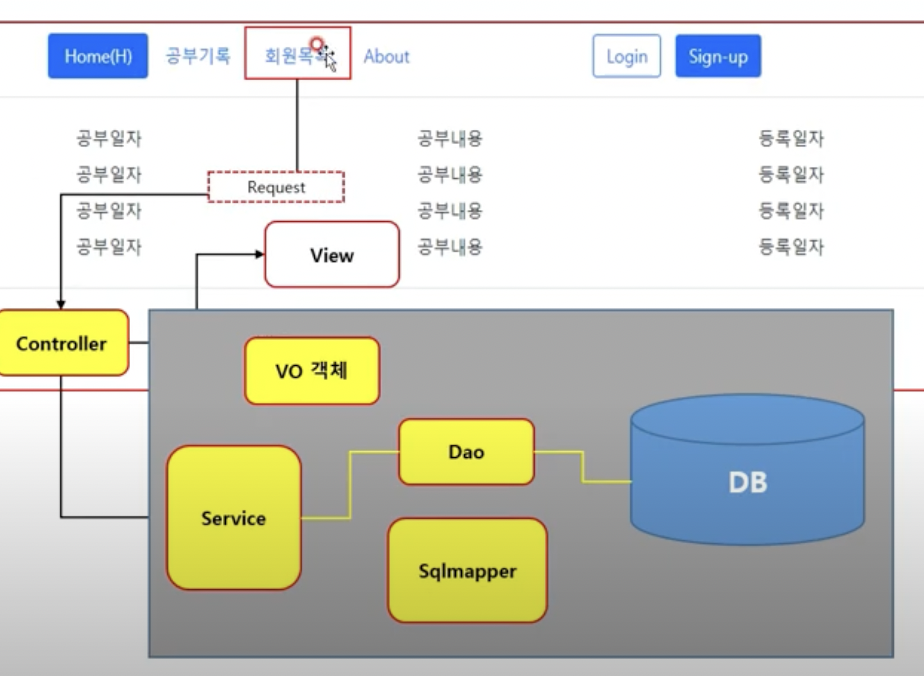 Home(H) 공부기록 회원목록 About Login Sign-up
공부일자 공부내용 등록일자
공부일자 공부내용 등록일자
Request
공부일자 공부내용 등록일자
공부일자 공부내용 등록일자
View
Controller
VO 객체
Dao
DB
Service
Sqlmapper